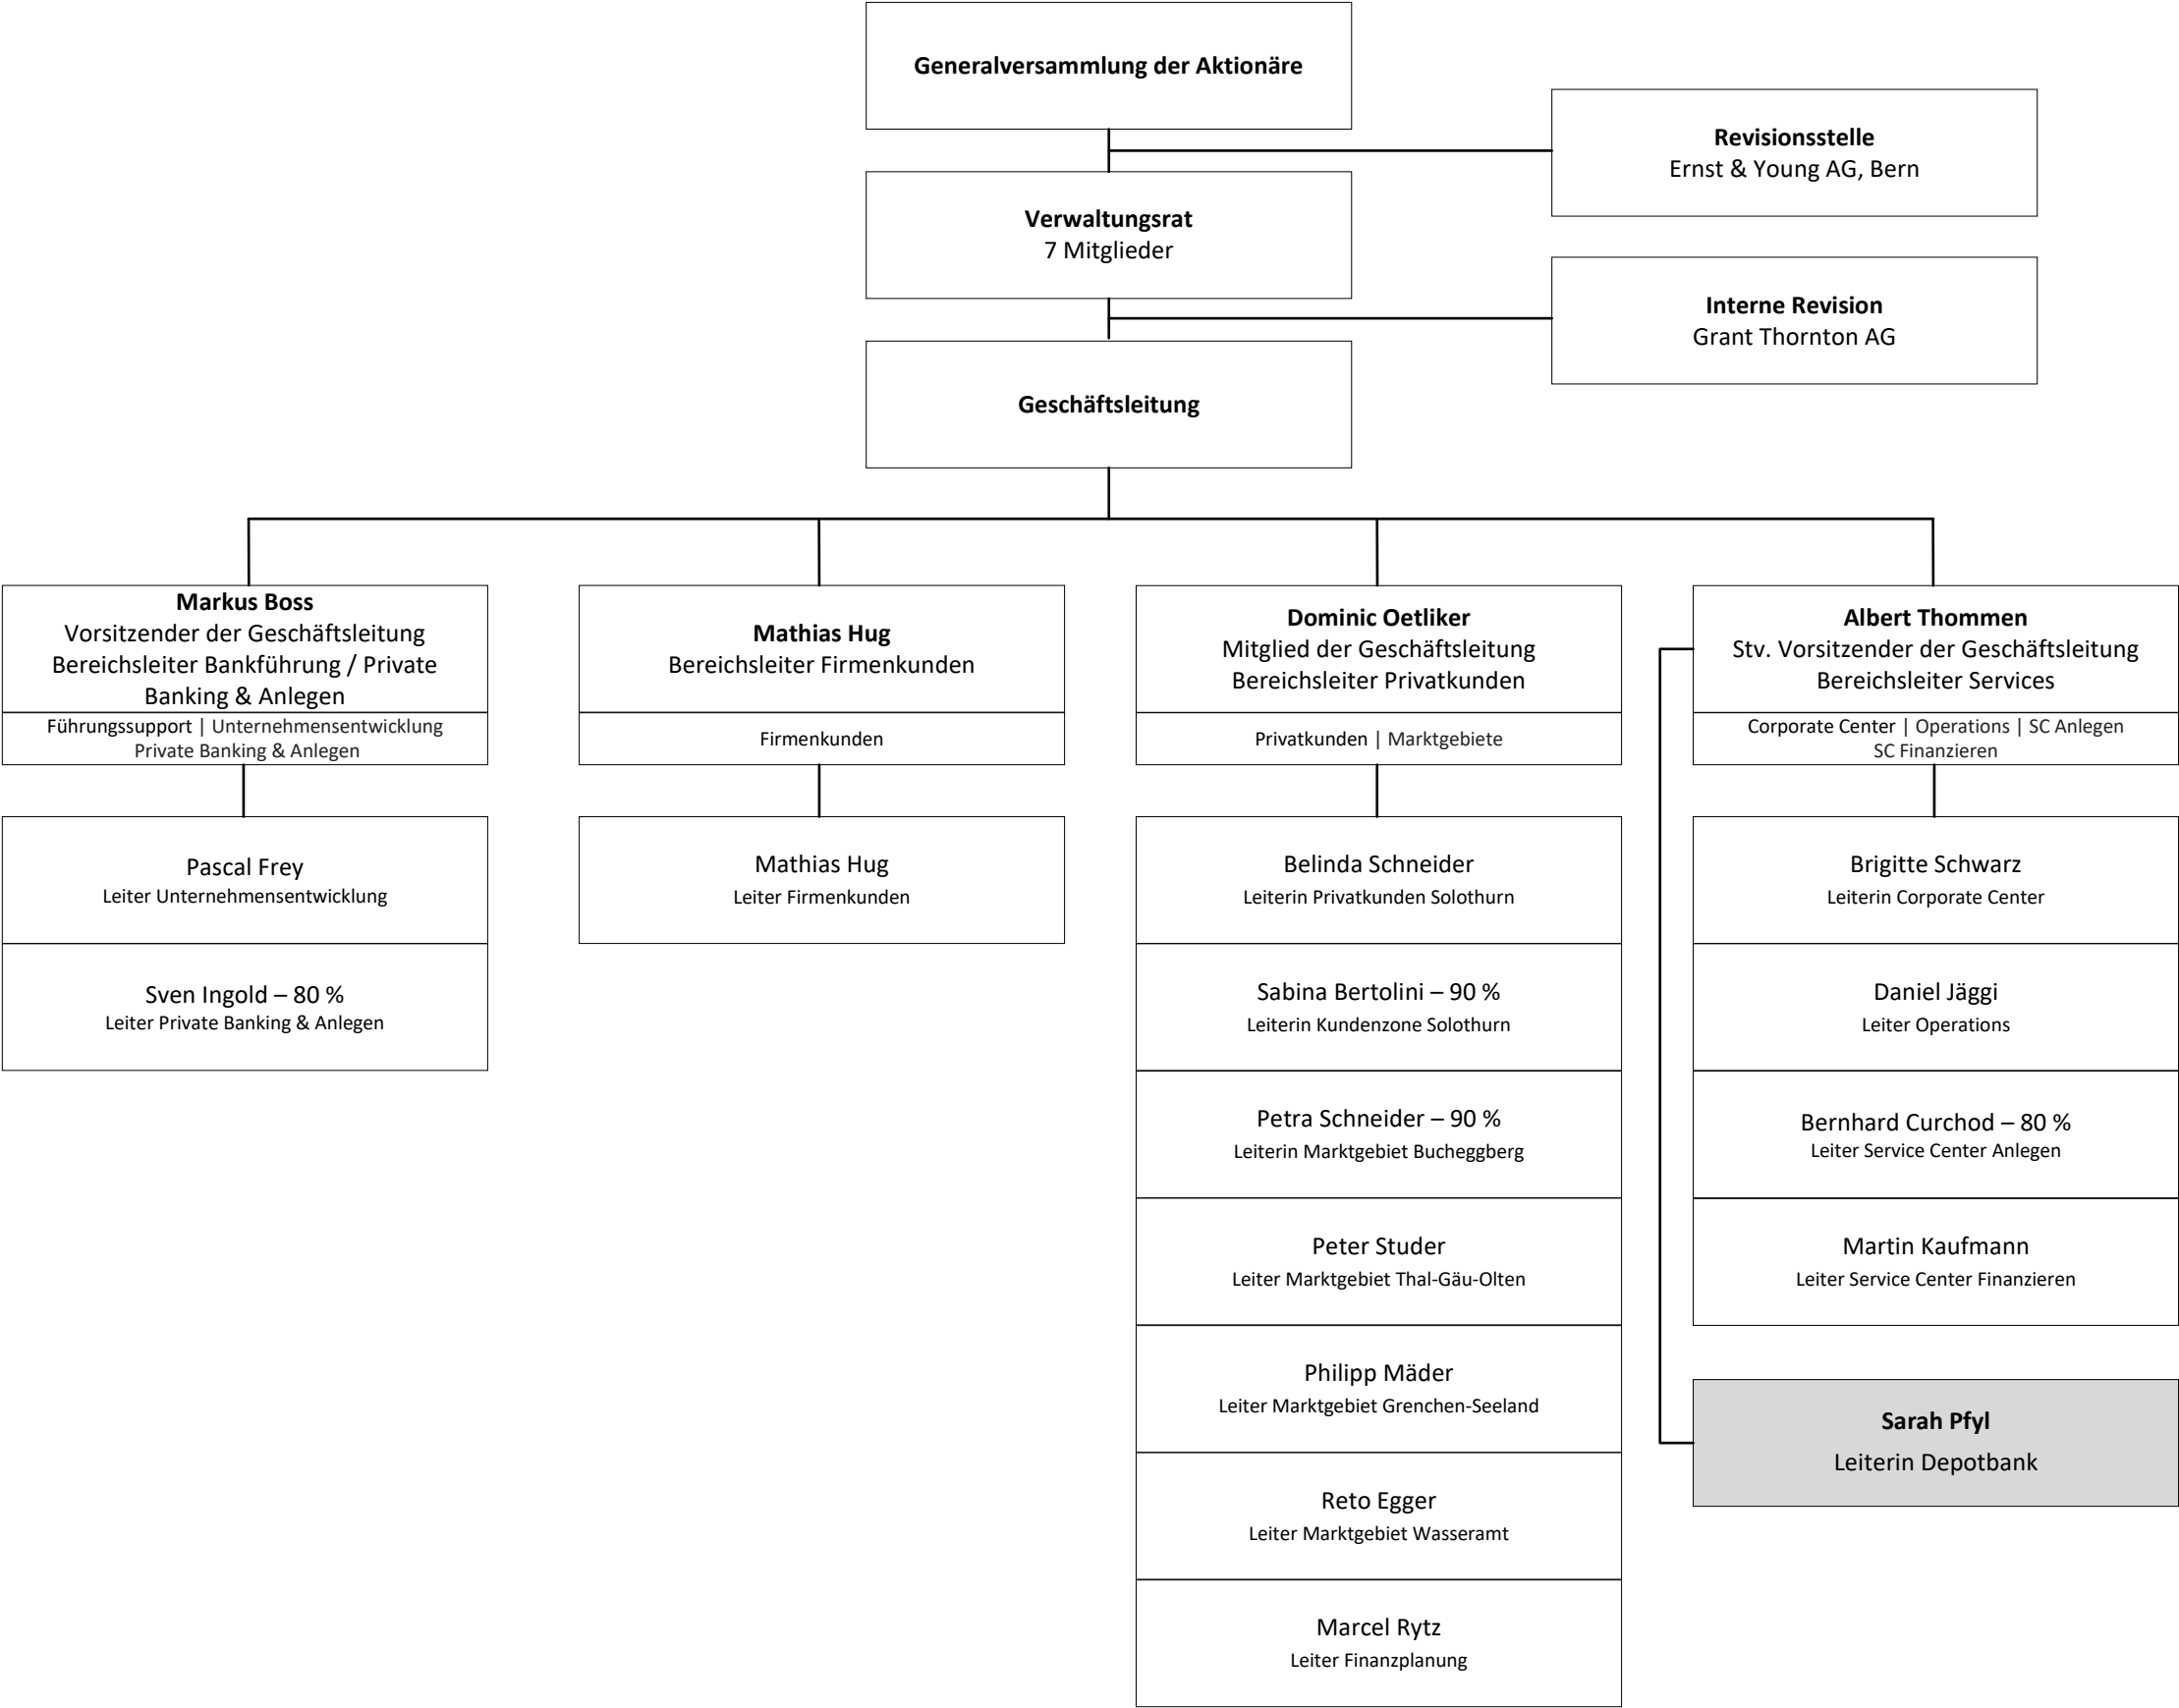 Generalversammlung der Aktionäre
Revisionsstelle
Ernst & Young AG, Bern
Verwaltungsrat
7 Mitglieder
Interne Revision
Grant Thornton AG
Geschäftsleitung
Markus Boss
Vorsitzender der Geschäftsleitung
Bereichsleiter Bankführung / Private
Banking & Anlegen
Führungssupport | Unternehmensentwicklung
Private Banking & Anlegen
Pascal Frey
Leiter Unternehmensentwicklung
Sven Ingold – 80 %
Leiter Private Banking & Anlegen
Mathias Hug
Bereichsleiter Firmenkunden
Firmenkunden
Mathias Hug
Leiter Firmenkunden
Dominic Oetliker
Mitglied der Geschäftsleitung
Bereichsleiter Privatkunden
Privatkunden | Marktgebiete
Belinda Schneider
Leiterin Privatkunden Solothurn
Sabina Bertolini – 90 %
Leiterin Kundenzone Solothurn
Petra Schneider – 90 %
Leiterin Marktgebiet Bucheggberg
Peter Studer
Leiter Marktgebiet Thal-Gäu-Olten
Philipp Mäder
Leiter Marktgebiet Grenchen-Seeland
Reto Egger
Leiter Marktgebiet Wasseramt
Marcel Rytz
Leiter Finanzplanung
Albert Thommen
Stv. Vorsitzender der Geschäftsleitung
Bereichsleiter Services
Corporate Center | Operations | SC Anlegen
SC Finanzieren
Brigitte Schwarz
Leiterin Corporate Center
Daniel Jäggi
Leiter Operations
Bernhard Curchod – 80 %
Leiter Service Center Anlegen
Martin Kaufmann
Leiter Service Center Finanzieren
Sarah Pfyl
Leiterin Depotbank